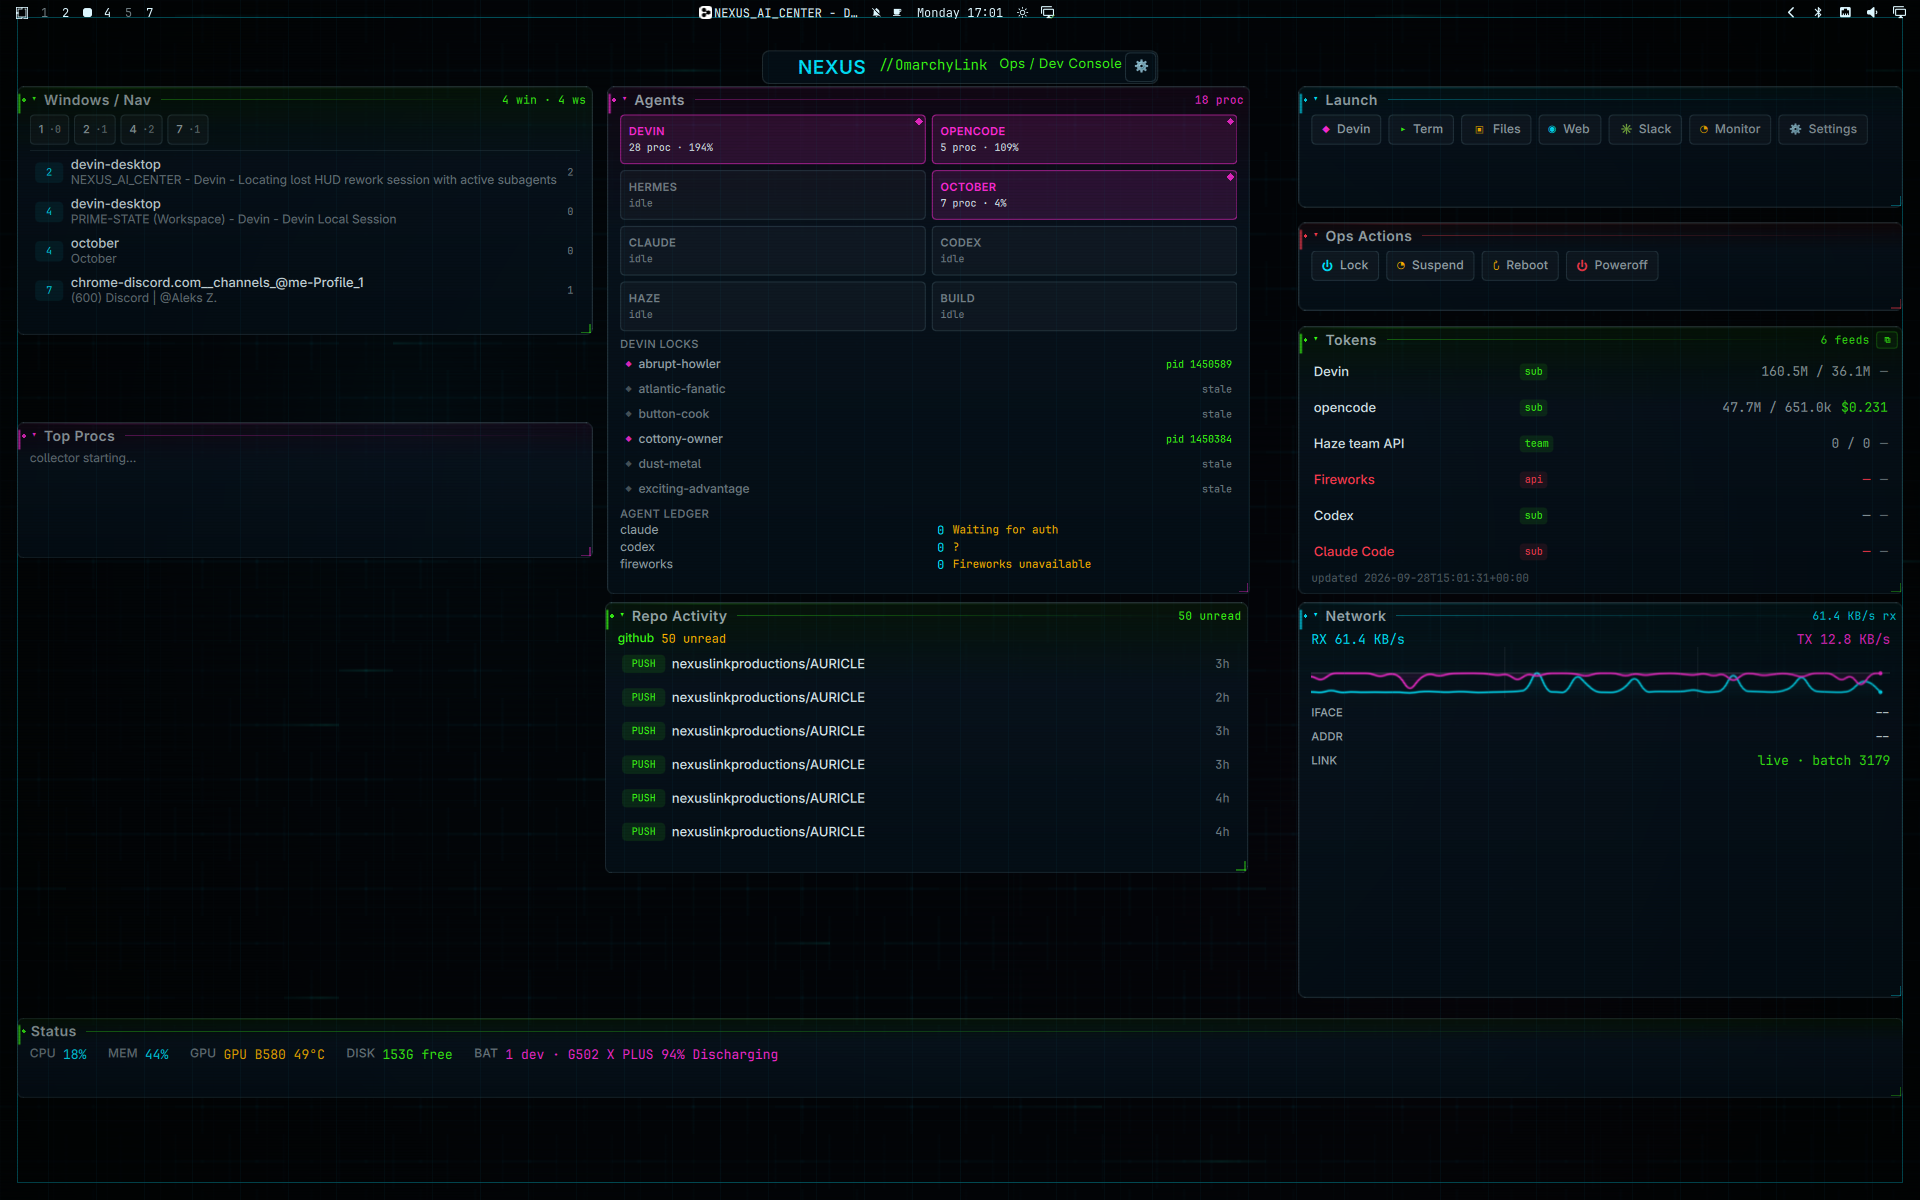 1 2 4 5 7
NEXUS_AI_CENTER - D…
Monday 17:01
NEXUS //OmarchyLink Ops / Dev Console
Windows / Nav
4 win · 4 ws
1 ·0
2 ·1
4 ·2
7 ·1
2 devin-desktop 2
NEXUS_AI_CENTER - Devin - Locating lost HUD rework session with active subagents
4 devin-desktop 0
PRIME-STATE (Workspace) - Devin - Devin Local Session
4 october 0
October
7 chrome-discord.com__channels_@me-Profile_1 1
(600) Discord | @Aleks Z.
Top Procs
collector starting...
Agents
18 proc
DEVIN
28 proc · 194%
OPENCODE
5 proc · 109%
HERMES
idle
OCTOBER
7 proc · 4%
CLAUDE
idle
CODEX
idle
HAZE
idle
BUILD
idle
DEVIN LOCKS
abrupt-howler pid 1450589
atlantic-fanatic stale
button-cook stale
cottony-owner pid 1450384
dust-metal stale
exciting-advantage stale
AGENT LEDGER
claude 0 Waiting for auth
codex 0 ?
fireworks 0 Fireworks unavailable
Repo Activity
50 unread
github 50 unread
PUSH nexuslinkproductions/AURICLE 3h
PUSH nexuslinkproductions/AURICLE 2h
PUSH nexuslinkproductions/AURICLE 3h
PUSH nexuslinkproductions/AURICLE 3h
PUSH nexuslinkproductions/AURICLE 4h
PUSH nexuslinkproductions/AURICLE 4h
Launch
Devin
Term
Files
Web
Slack
Monitor
Settings
Ops Actions
Lock
Suspend
Reboot
Poweroff
Tokens
6 feeds
Devin sub 160.5M / 36.1M —
opencode sub 47.7M / 651.0k $0.231
Haze team API team 0 / 0 —
Fireworks api — —
Codex sub — —
Claude Code sub — —
updated 2026-09-28T15:01:31+00:00
Network
61.4 KB/s rx
RX 61.4 KB/s
TX 12.8 KB/s
IFACE --
ADDR --
LINK live · batch 3179
Status
CPU 18% MEM 44% GPU GPU B580 49°C DISK 153G free BAT 1 dev · G502 X PLUS 94% Discharging